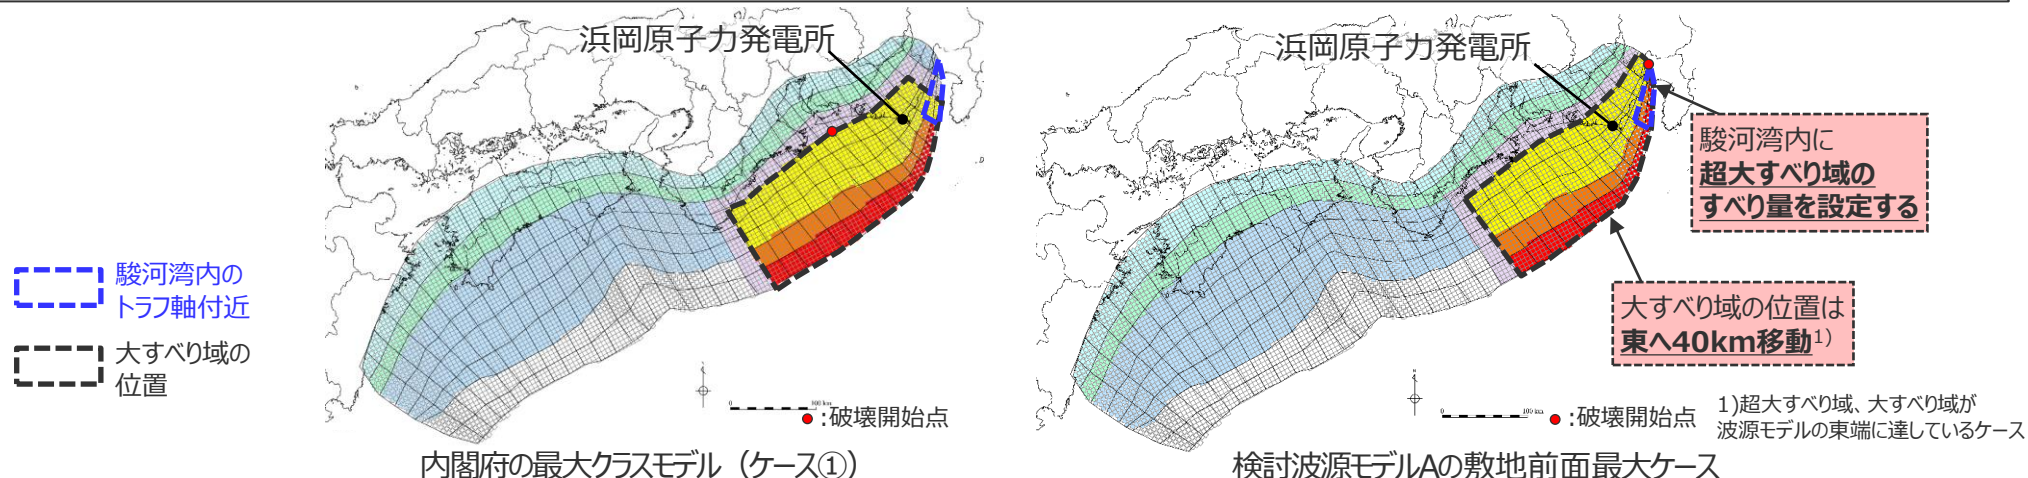 浜岡原子力発電所
駿河湾内の
トラフ軸付近
大すべり域の
位置
0 100 km
●:破壊開始点
内閣府の最大クラスモデル（ケース①）
浜岡原子力発電所
駿河湾内に
超大すべり域の
すべり量を設定する
大すべり域の位置は
東へ40km移動1)
0 100 km
●:破壊開始点
1)超大すべり域、大すべり域が
波源モデルの東端に達しているケース
検討波源モデルAの敷地前面最大ケース